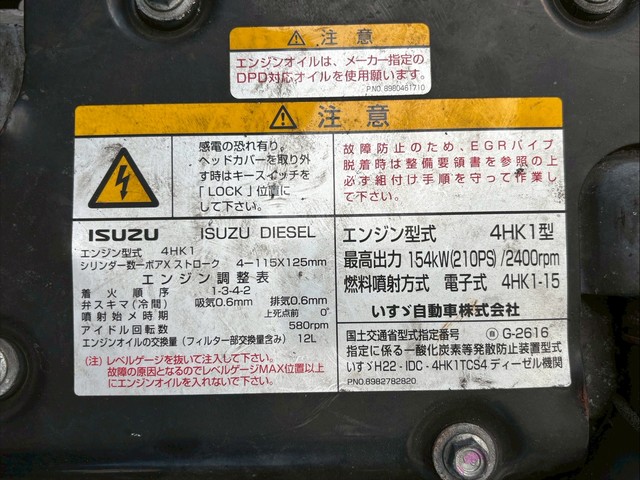 注意
エンジンオイルは、メーカー指定の
DPD対応オイルを使用願います。
P.NO. 8980461710
注意
感電の恐れ有り。
ヘッドカバーを取り外
す時はキースイッチを
「LOCK」位置に
して下さい。
故障防止のため、EGRパイプ
脱着時は整備要領書を参照の上
必ず組付け手順を守って作業し
て下さい。
ISUZU ISUZU DIESEL
エンジン型式 4HK1
シリンダー数ーボアXストローク 4-115X125mm
エンジン調整表
着火順序 1-3-4-2
弁スキマ(冷間) 吸気0.6mm 排気0.6mm
噴射始メ時期 上死点前 0°
アイドル回転数 580rpm
エンジンオイルの交換量(フィルター部交換量含み) 12L
(注)レベルゲージを抜いて注入して下さい。
故障の原因となるのでレベルゲージMAX位置以上
にエンジンオイルを入れないで下さい。
エンジン型式 4HK1型
最高出力 154kW(210PS)/2400rpm
燃料噴射方式 電子式 4HK1-15
いすゞ自動車株式会社
国土交通省型式指定番号 G-2616
指定に係る一酸化炭素等発散防止装置型式
いすゞH22-IDC-4HK1TCS4ディーゼル機関
P.NO.8982782820